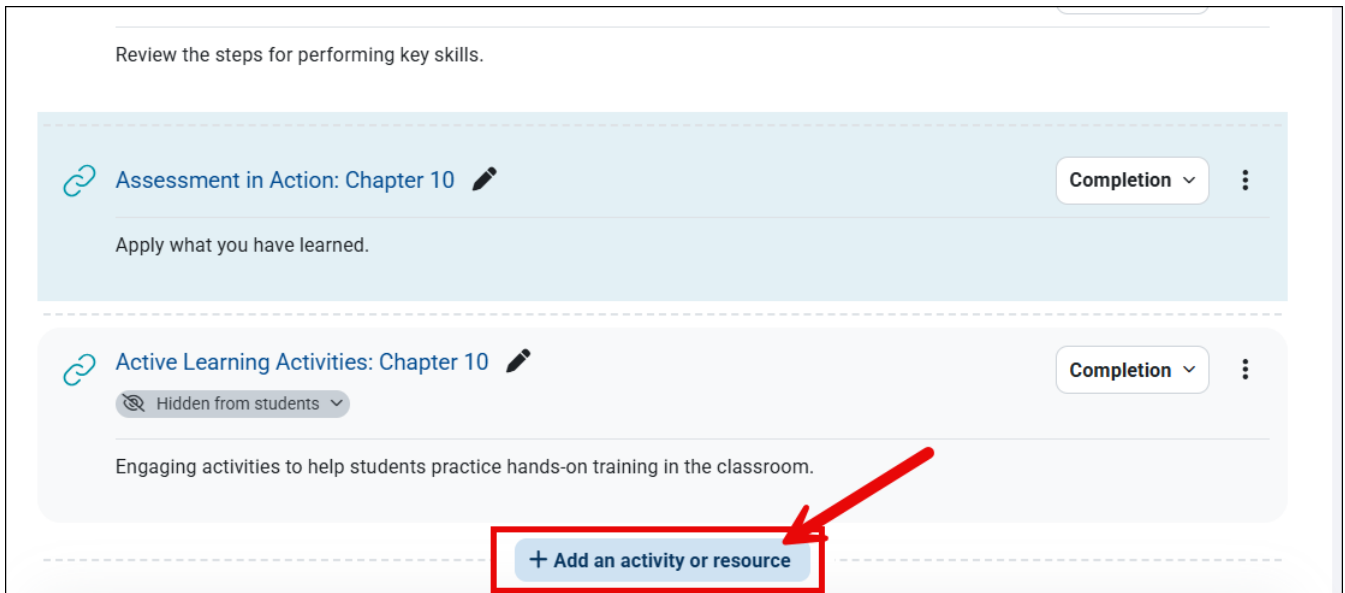 Review the steps for performing key skills.
Assessment in Action: Chapter 10
Completion
Apply what you have learned.
Active Learning Activities: Chapter 10
Completion
Hidden from students
Engaging activities to help students practice hands-on training in the classroom.
+ Add an activity or resource